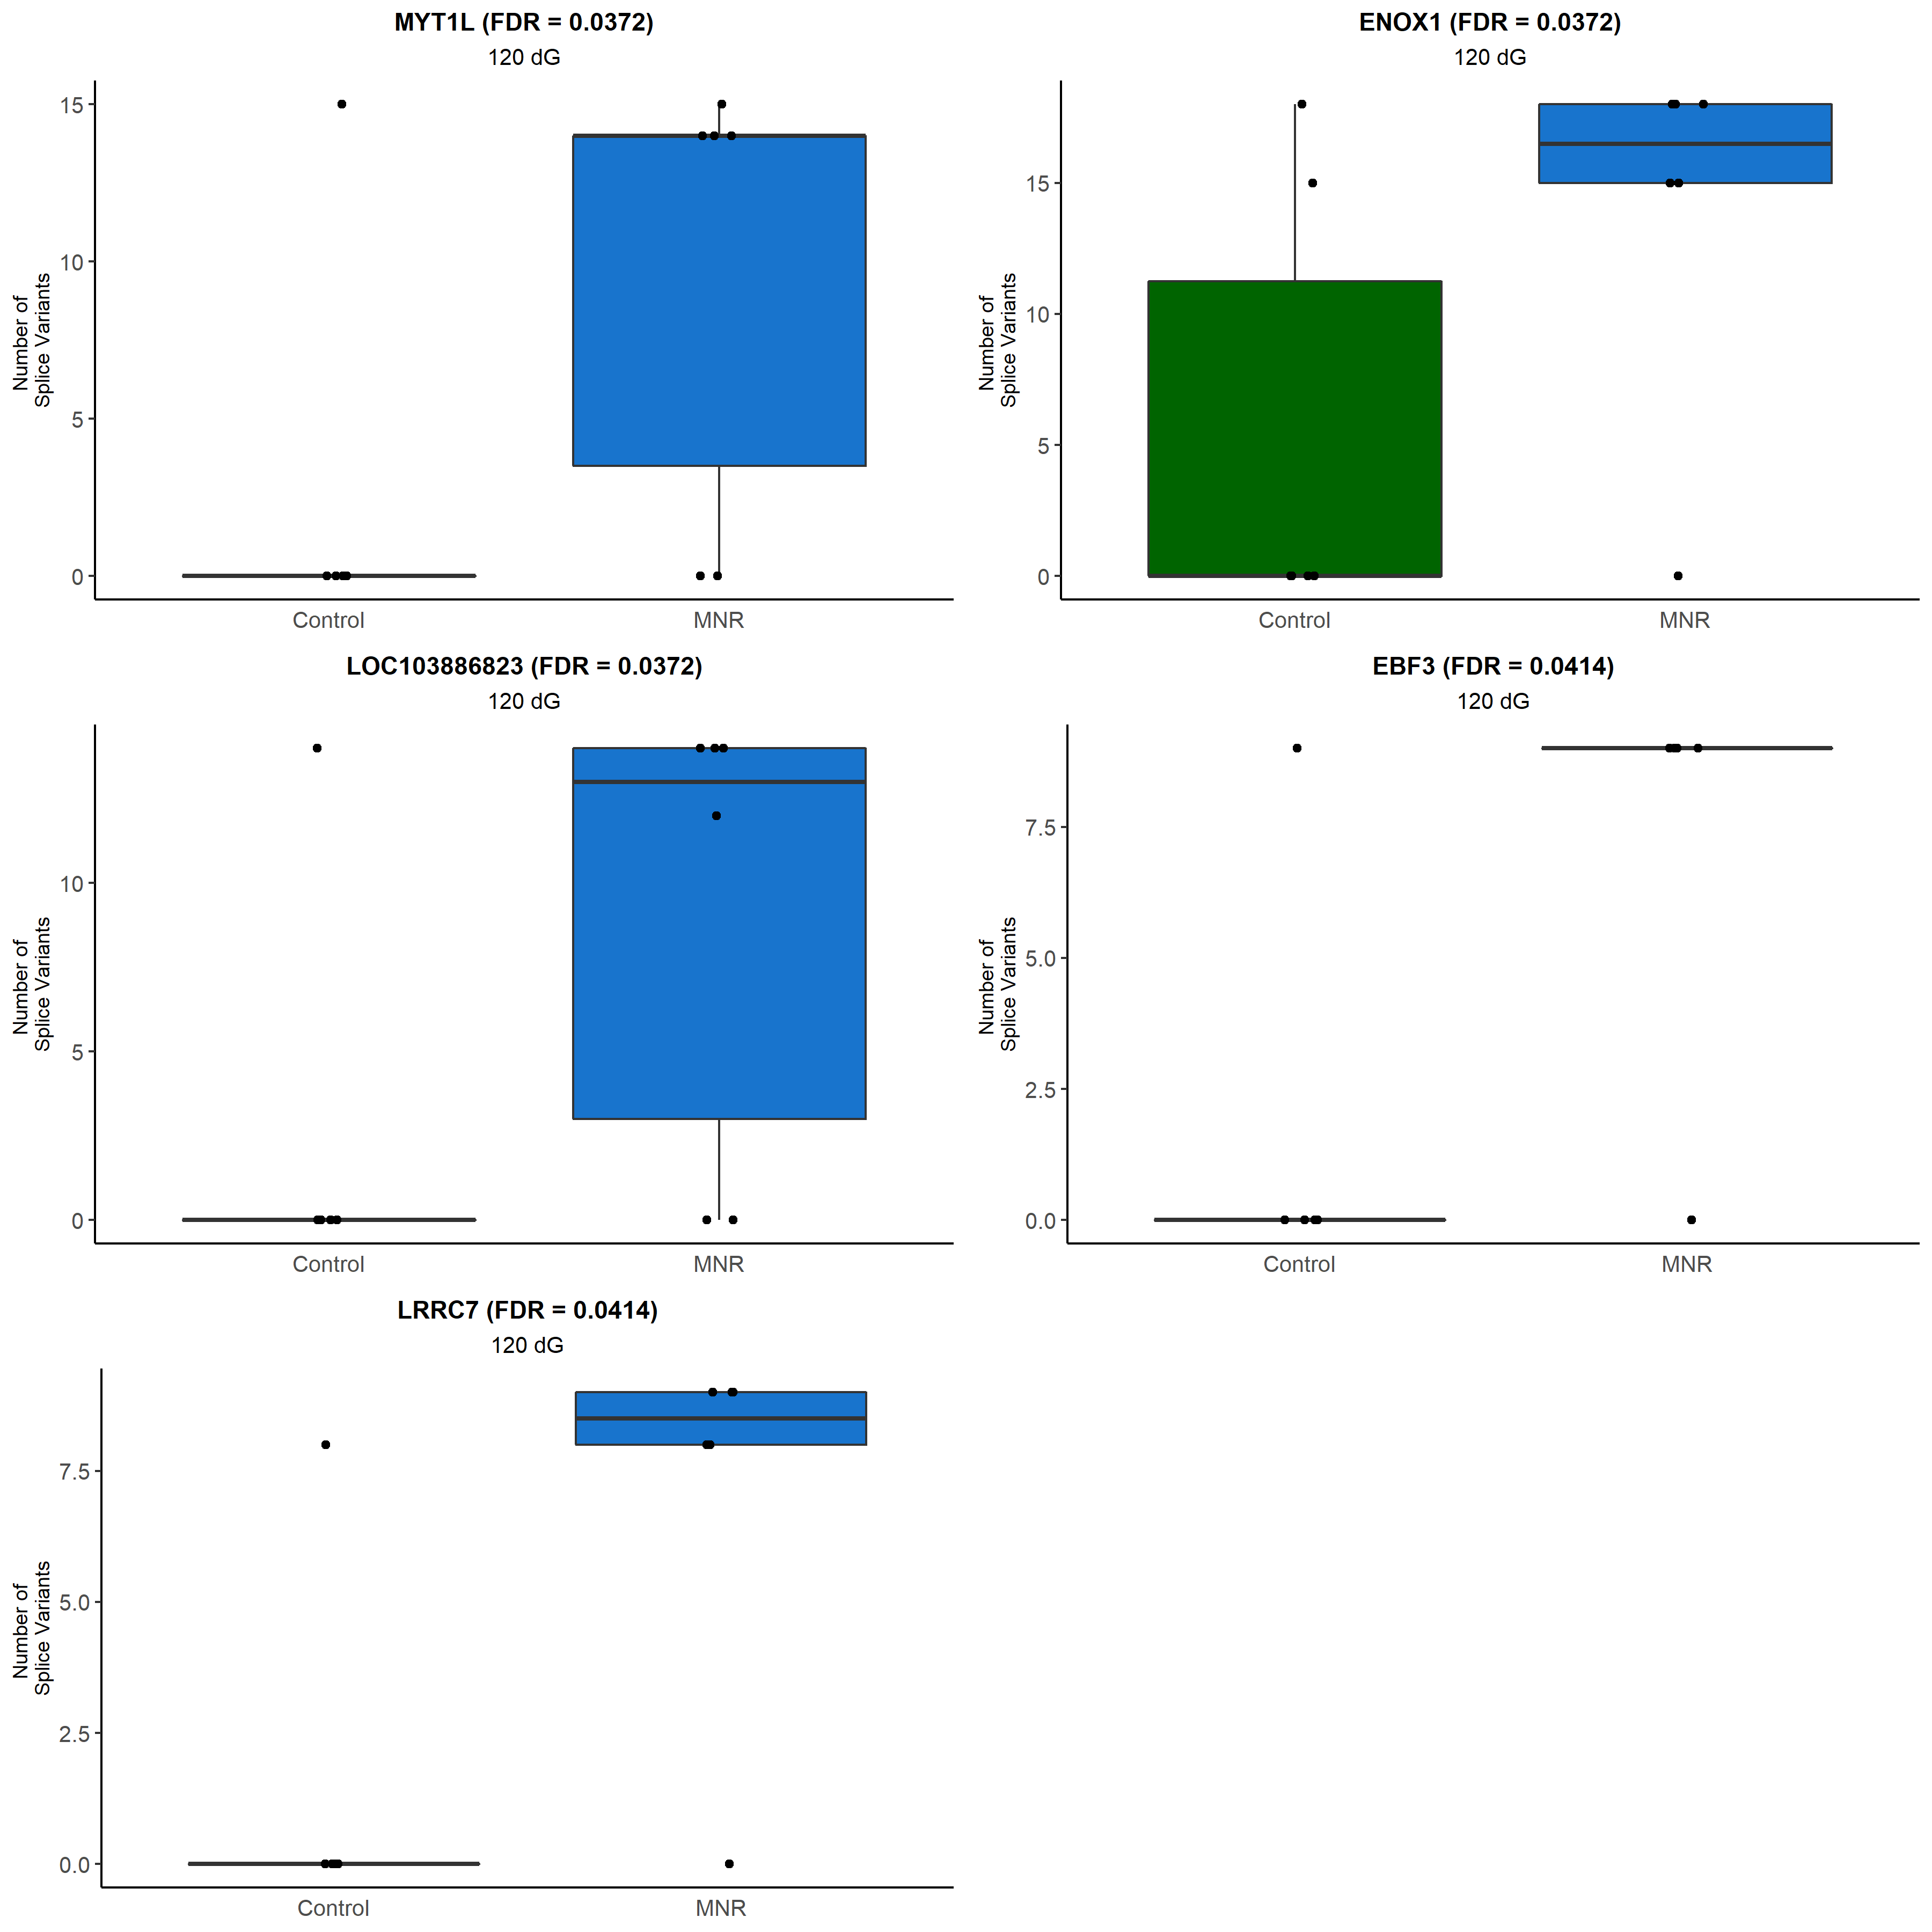 MYT1L (FDR = 0.0372)
120 dG
Number of
Splice Variants
15
10
5
0
Control
MNR
ENOX1 (FDR = 0.0372)
120 dG
Number of
Splice Variants
15
10
5
0
Control
MNR
LOC103886823 (FDR = 0.0372)
120 dG
Number of
Splice Variants
10
5
0
Control
MNR
EBF3 (FDR = 0.0414)
120 dG
Number of
Splice Variants
7.5
5.0
2.5
0.0
Control
MNR
LRRC7 (FDR = 0.0414)
120 dG
Number of
Splice Variants
7.5
5.0
2.5
0.0
Control
MNR